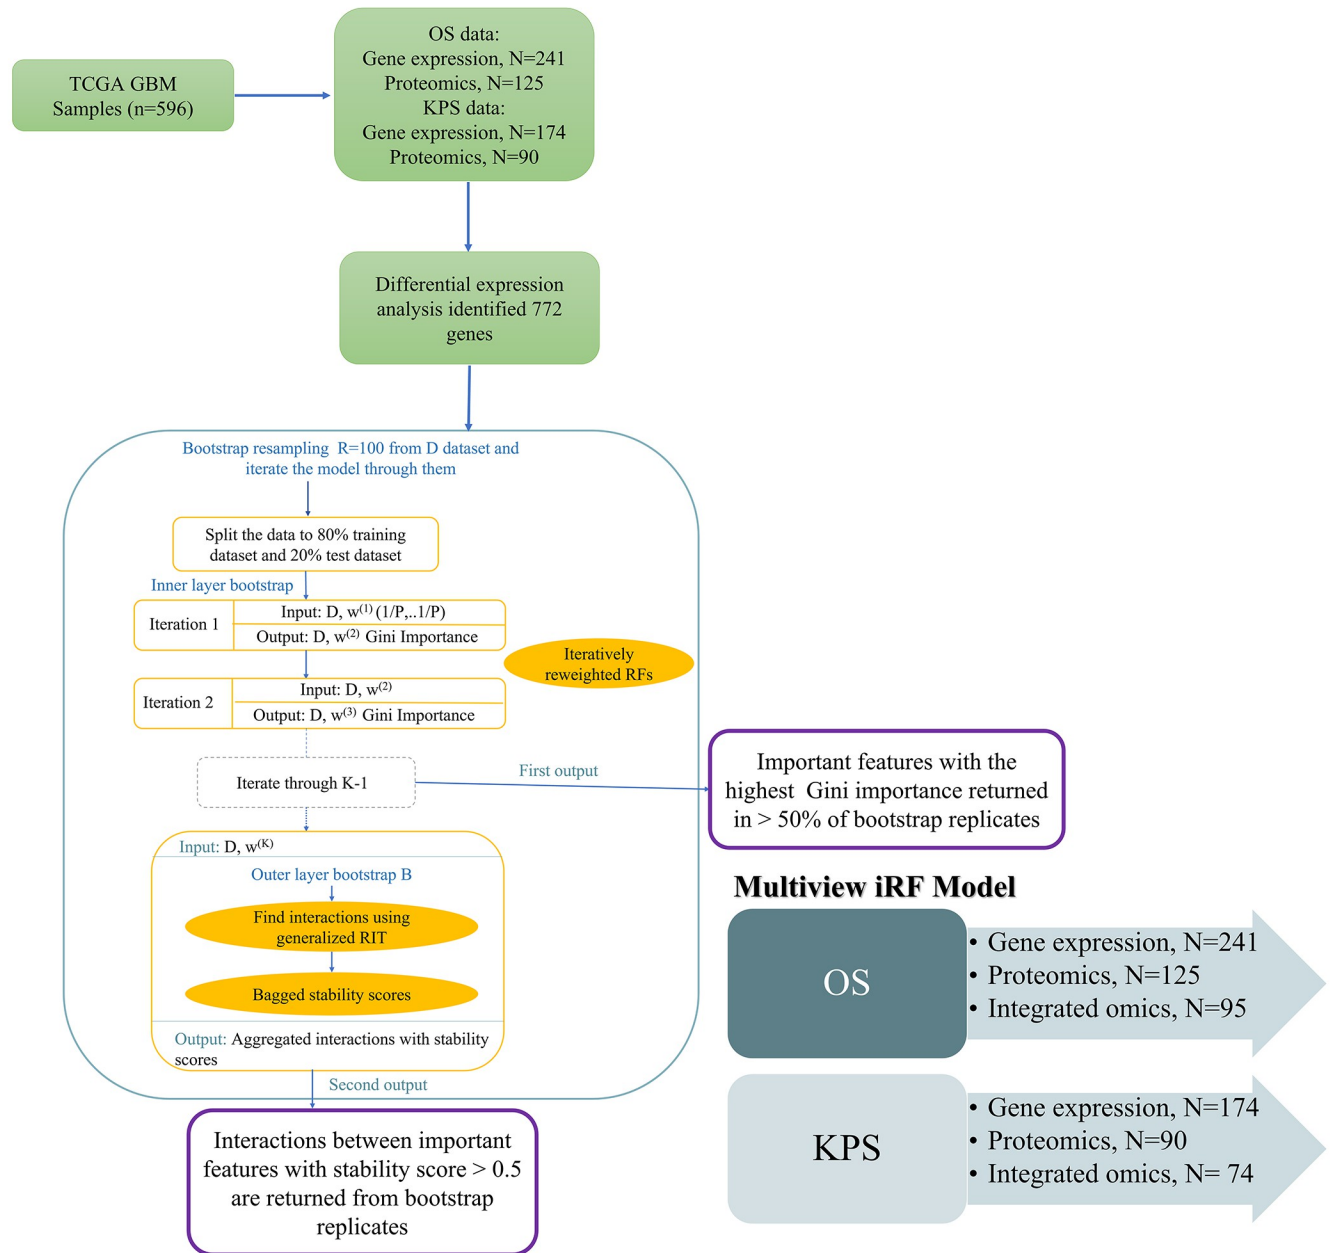 TCGA GBM
Samples (n=596)
OS data:
Gene expression, N=241
Proteomics, N=125
KPS data:
Gene expression, N=174
Proteomics, N=90
Differential expression
analysis identified 772
genes
Bootstrap resampling  R=100 from D dataset and
iterate the model through them
Split the data to 80% training
dataset and 20% test dataset
Inner layer bootstrap
Iteration 1
Input: D, w⁽¹⁾ (1/P,..1/P)
Output: D, w⁽²⁾ Gini Importance
Iteratively
reweighted RFs
Iteration 2
Input: D, w⁽²⁾
Output: D, w⁽³⁾ Gini Importance
Iterate through K-1
First output
Important features with the
highest  Gini importance returned
in > 50% of bootstrap replicates
Input: D, w⁽ᴷ⁾
Outer layer bootstrap B
Find interactions using
generalized RIT
Bagged stability scores
Output: Aggregated interactions with stability
scores
Second output
Interactions between important
features with stability score > 0.5
are returned from bootstrap
replicates
Multiview iRF Model
OS
• Gene expression, N=241
• Proteomics, N=125
• Integrated omics, N=95
KPS
• Gene expression, N=174
• Proteomics, N=90
• Integrated omics, N= 74